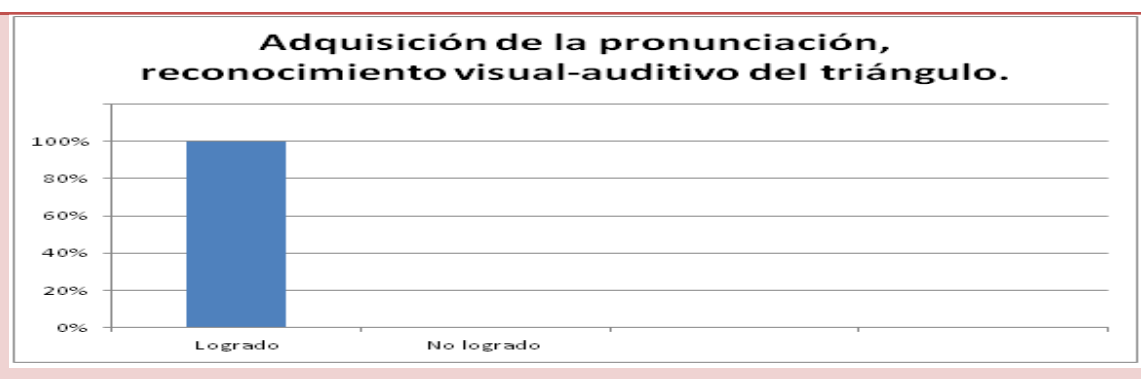 Adquisición de la pronunciación,
reconocimiento visual-auditivo del triángulo.
100%
80%
60%
40%
20%
0%
Logrado No logrado